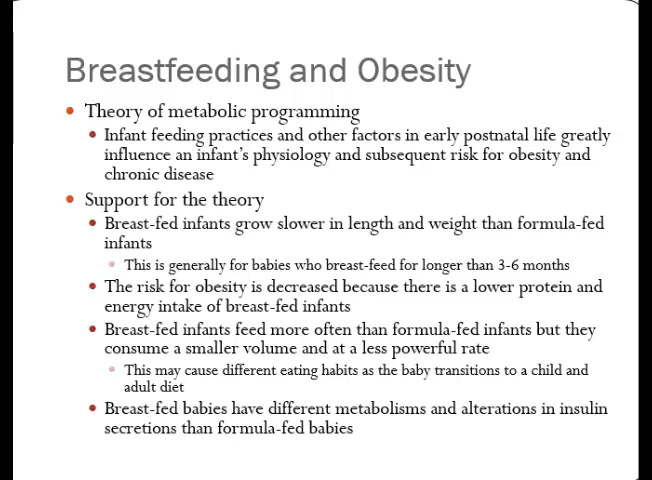 Breastfeeding and Obesity
Theory of metabolic programming
Infant feeding practices and other factors in early postnatal life greatly
influence an infant's physiology and subsequent risk for obesity and
chronic disease
Support for the theory
Breast-fed infants grow slower in length and weight than formula-fed
infants
This is generally for babies who breast-feed for longer than 3-6 months
The risk for obesity is decreased because there is a lower protein and
energy intake of breast-fed infants
Breast-fed infants feed more often than formula-fed infants but they
consume a smaller volume and at a less powerful rate
This may cause different eating habits as the baby transitions to a child and
adult diet
Breast-fed babies have different metabolisms and alterations in insulin
secretions than formula-fed babies